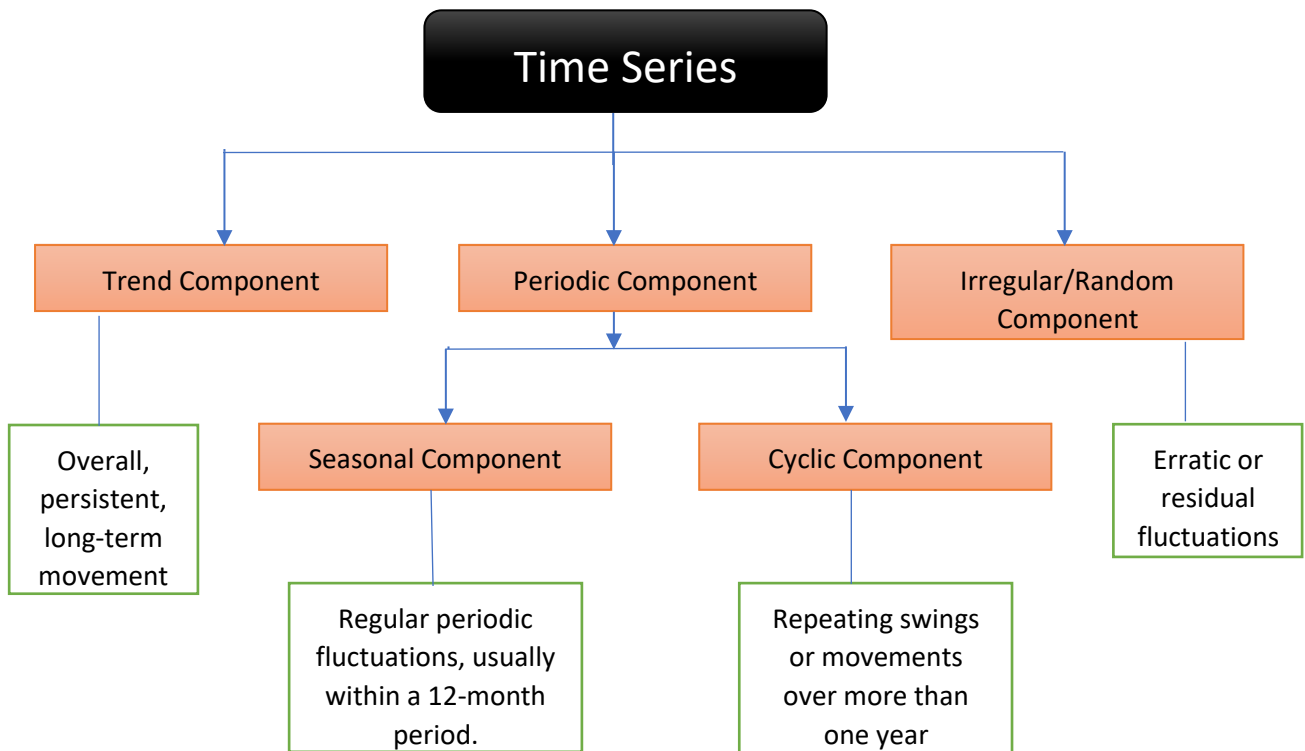 Time Series
Trend Component
Periodic Component
Irregular/Random
Component
Seasonal Component
Cyclic Component
Overall,
persistent,
long-term
movement
Erratic or
residual
fluctuations
Regular periodic
fluctuations, usually
within a 12-month
period.
Repeating swings
or movements
over more than
one year